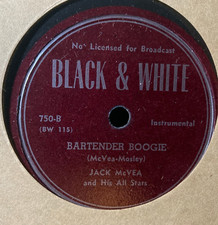 Not Licensed for Broadcast
BLACK & WHITE
750-B
(BW 115)
Instrumental
BARTENDER BOOGIE
(McVea-Mosley)
JACK McVEA
and His All Stars